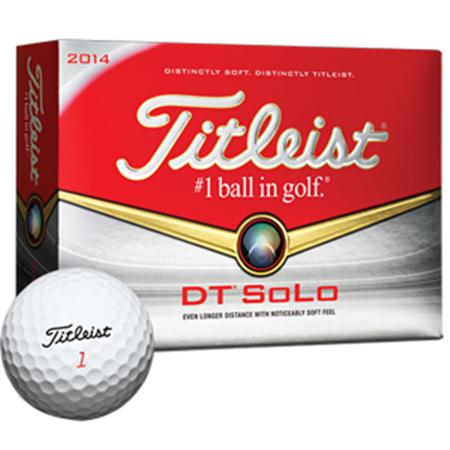 2014
DISTINCTLY SOFT. DISTINCTLY TITLEIST.
Titleist®
#1 ball in golf.®
DT® SoLo
EVEN LONGER DISTANCE WITH NOTICEABLY SOFT FEEL
Titleist
1